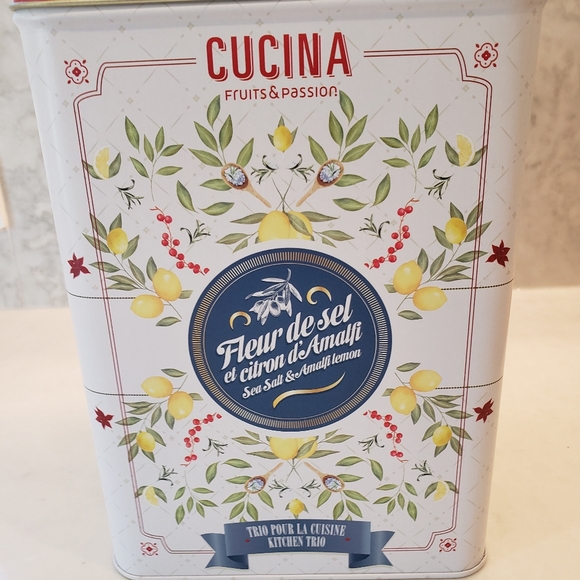 CUCINA
FRUITS & PASSION
Fleur de sel
et citron d'Amalfi
Sea Salt & Amalfi lemon
TRIO POUR LA CUISINE
KITCHEN TRIO